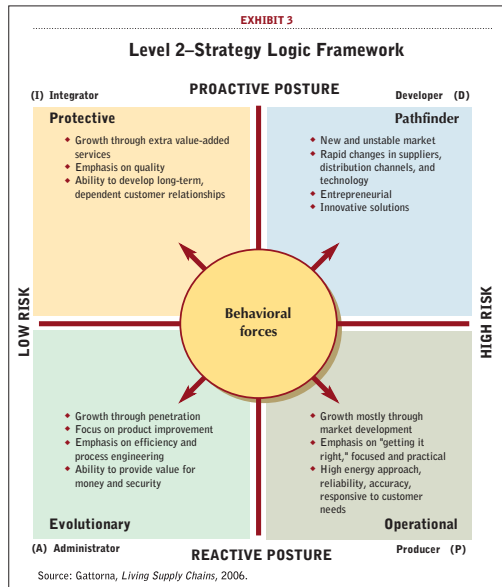 EXHIBIT 3
Level 2–Strategy Logic Framework
(I) Integrator
PROACTIVE POSTURE
Developer (D)
Protective
◆ Growth through extra value-added
services
◆ Emphasis on quality
◆ Ability to develop long-term,
dependent customer relationships
Pathfinder
◆ New and unstable market
◆ Rapid changes in suppliers,
distribution channels, and
technology
◆ Entrepreneurial
◆ Innovative solutions
LOW RISK
Behavioral
forces
HIGH RISK
◆ Growth through penetration
◆ Focus on product improvement
◆ Emphasis on efficiency and
process engineering
◆ Ability to provide value for
money and security
Evolutionary
◆ Growth mostly through
market development
◆ Emphasis on "getting it
right," focused and practical
◆ High energy approach,
reliability, accuracy,
responsive to customer
needs
Operational
(A) Administrator
REACTIVE POSTURE
Producer (P)
Source: Gattorna, Living Supply Chains, 2006.